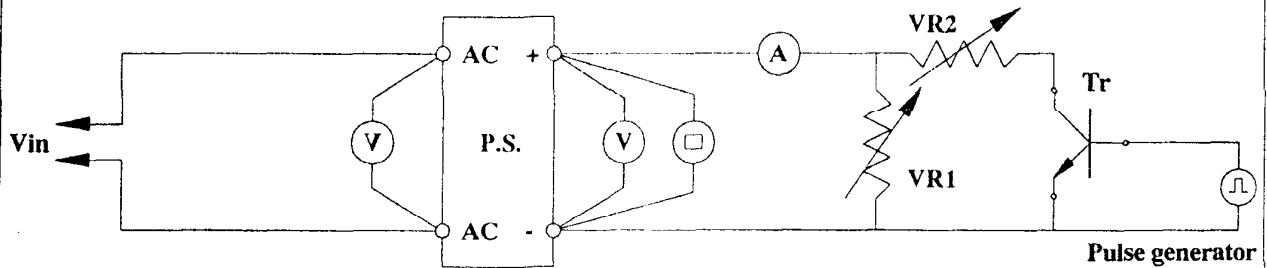 VR2
AC +
A
Tr
Vin
V
P.S.
V
VR1
AC -
Pulse generator